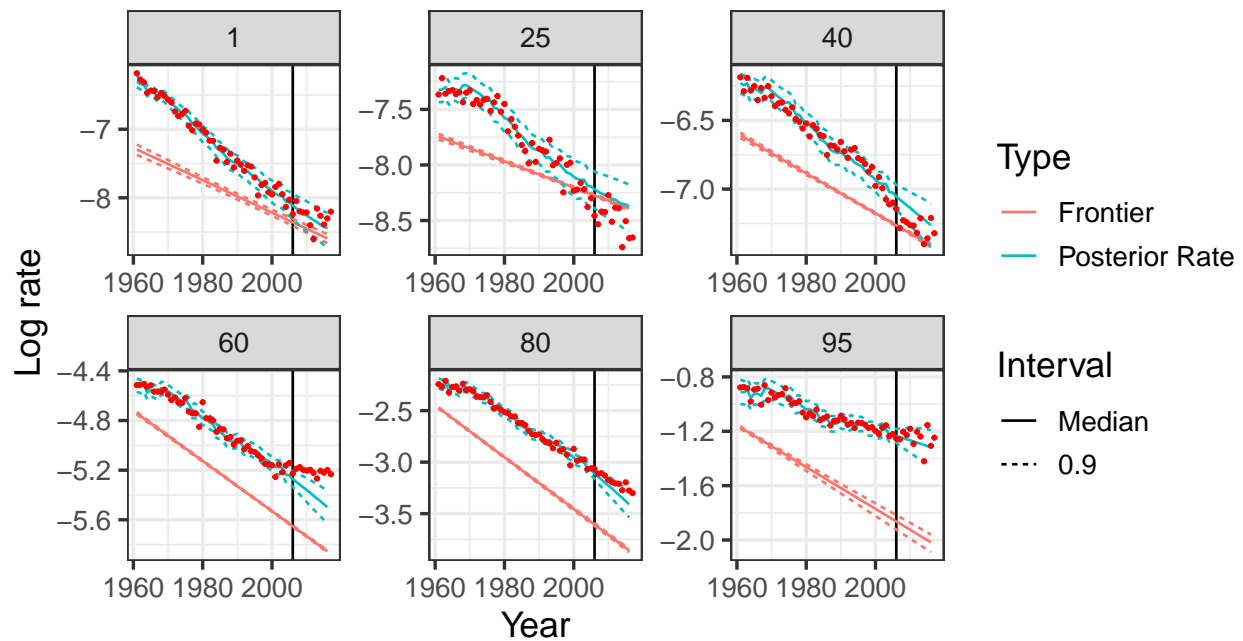 1
25
40
−7
−8
−7.5
−8.0
−8.5
−6.5
−7.0
1960 1980 2000
1960 1980 2000
1960 1980 2000
60
80
95
−4.4
−4.8
−5.2
−5.6
−2.5
−3.0
−3.5
−0.8
−1.2
−1.6
−2.0
1960 1980 2000
1960 1980 2000
1960 1980 2000
Log rate
Year
Type
Frontier
Posterior Rate
Interval
Median
0.9